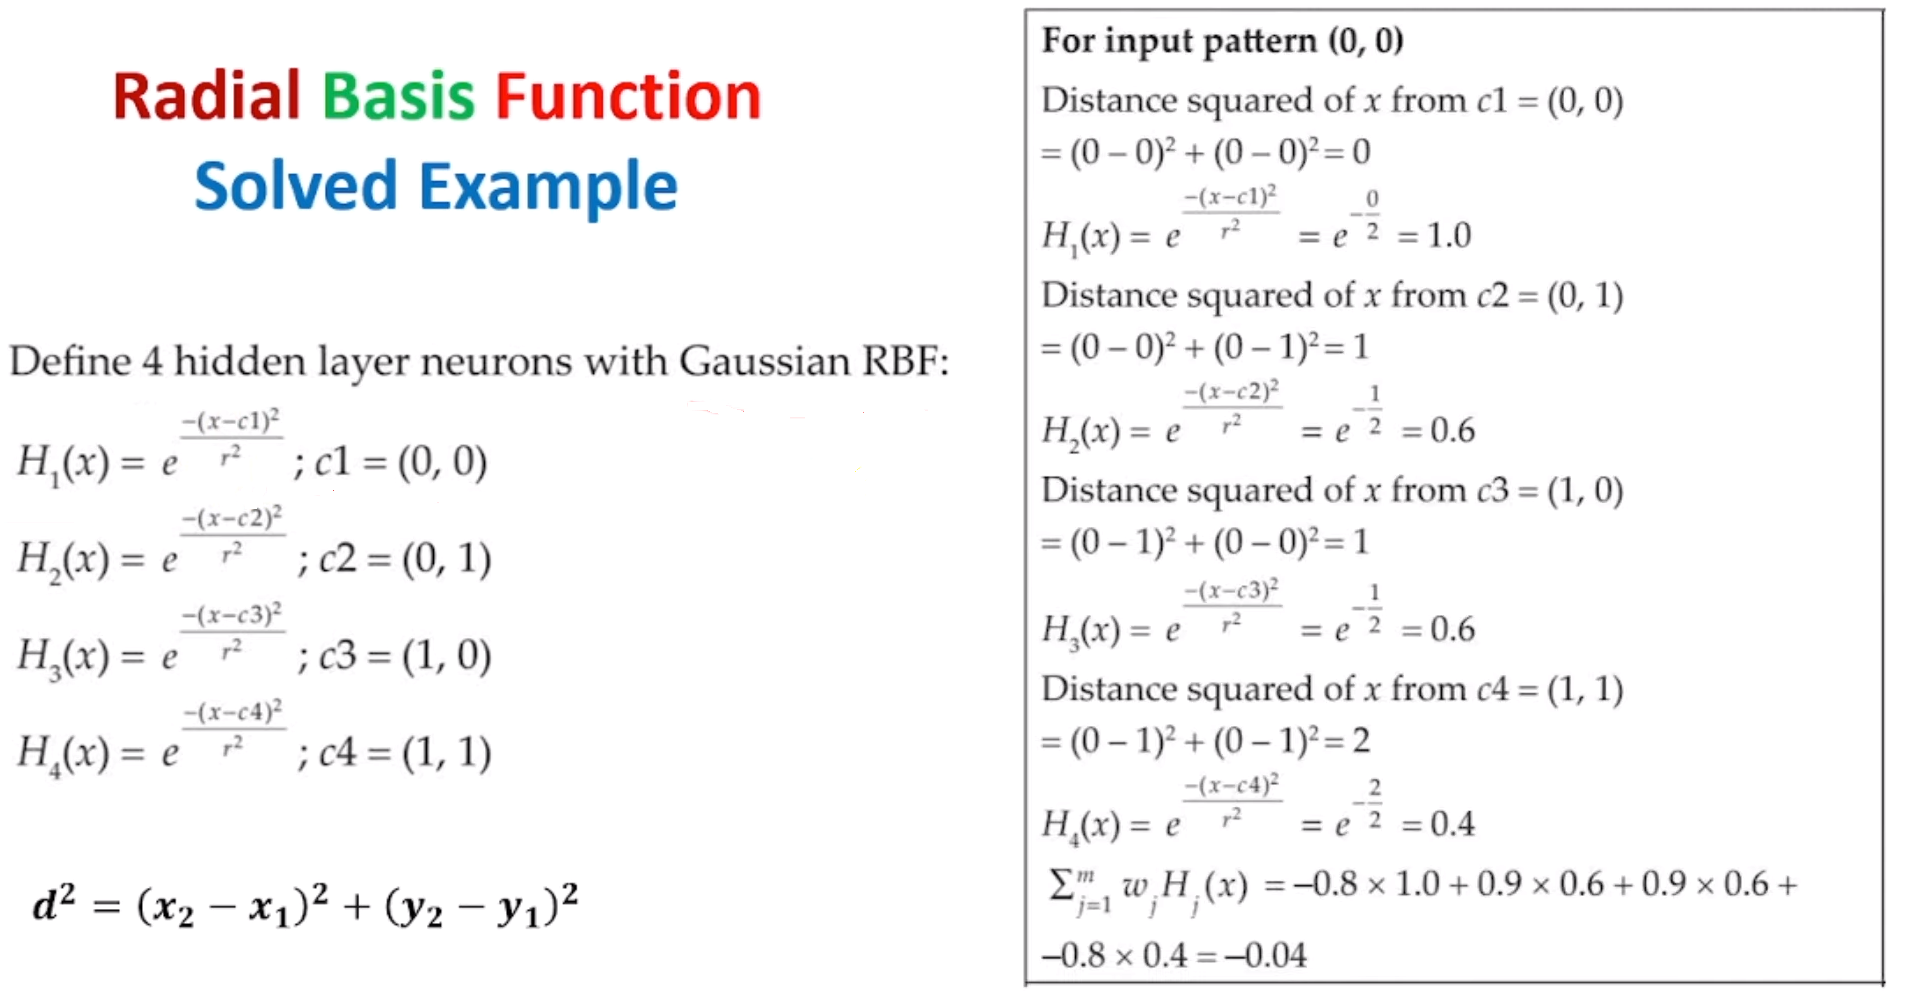 Radial Basis Function
Solved Example
Define 4 hidden layer neurons with Gaussian RBF:
H₁(x) = e^(−(x−c1)²/r²) ; c1 = (0, 0)
H₂(x) = e^(−(x−c2)²/r²) ; c2 = (0, 1)
H₃(x) = e^(−(x−c3)²/r²) ; c3 = (1, 0)
H₄(x) = e^(−(x−c4)²/r²) ; c4 = (1, 1)
d² = (x₂ − x₁)² + (y₂ − y₁)²
For input pattern (0, 0)
Distance squared of x from c1 = (0, 0)
= (0 – 0)² + (0 – 0)² = 0
H₁(x) = e^(−(x−c1)²/r²) = e^(−0/2) = 1.0
Distance squared of x from c2 = (0, 1)
= (0 – 0)² + (0 – 1)² = 1
H₂(x) = e^(−(x−c2)²/r²) = e^(−1/2) = 0.6
Distance squared of x from c3 = (1, 0)
= (0 – 1)² + (0 – 0)² = 1
H₃(x) = e^(−(x−c3)²/r²) = e^(−1/2) = 0.6
Distance squared of x from c4 = (1, 1)
= (0 – 1)² + (0 – 1)² = 2
H₄(x) = e^(−(x−c4)²/r²) = e^(−2/2) = 0.4
∑ᵐⱼ₌₁ wⱼHⱼ(x) = –0.8 × 1.0 + 0.9 × 0.6 + 0.9 × 0.6 +
–0.8 × 0.4 = –0.04